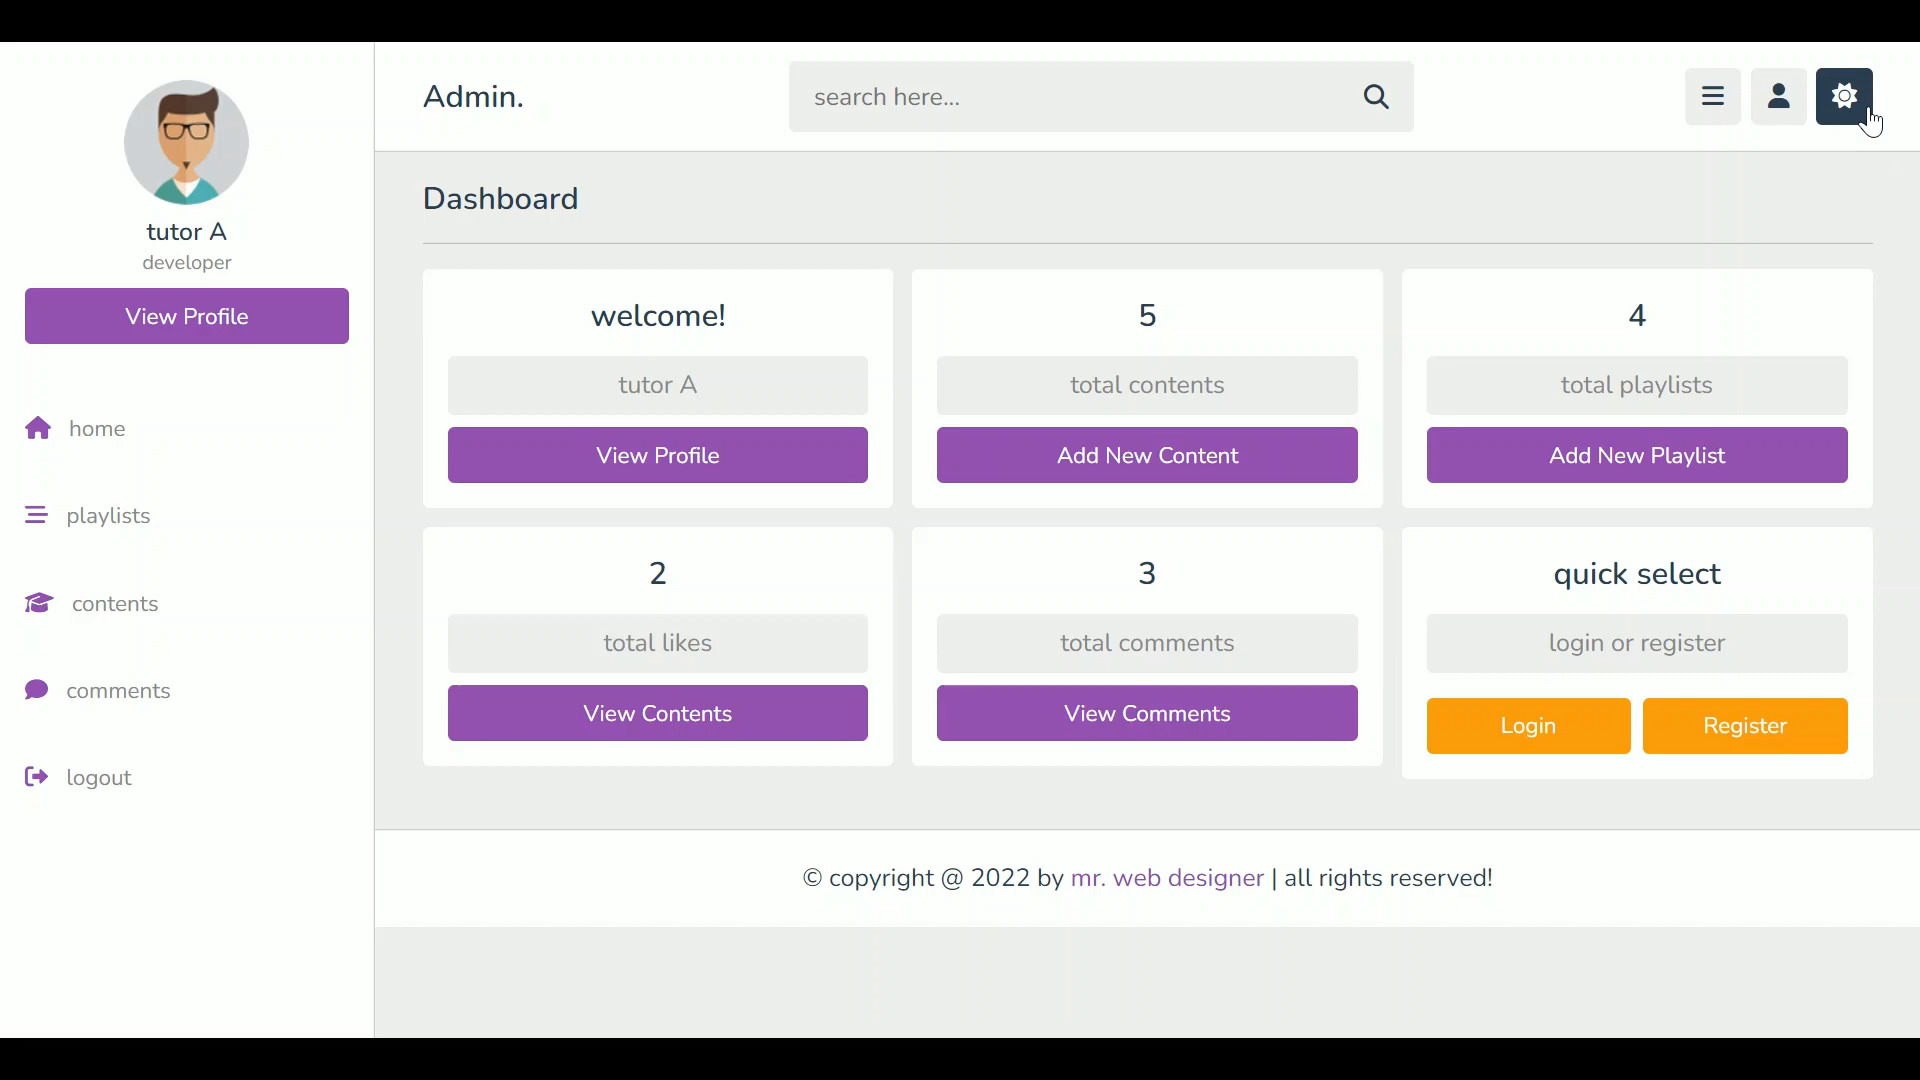 Admin.
search here...
tutor A
developer
View Profile
home
playlists
contents
comments
logout
Dashboard
welcome!
tutor A
View Profile
5
total contents
Add New Content
4
total playlists
Add New Playlist
2
total likes
View Contents
3
total comments
View Comments
quick select
login or register
Login
Register
© copyright @ 2022 by mr. web designer | all rights reserved!